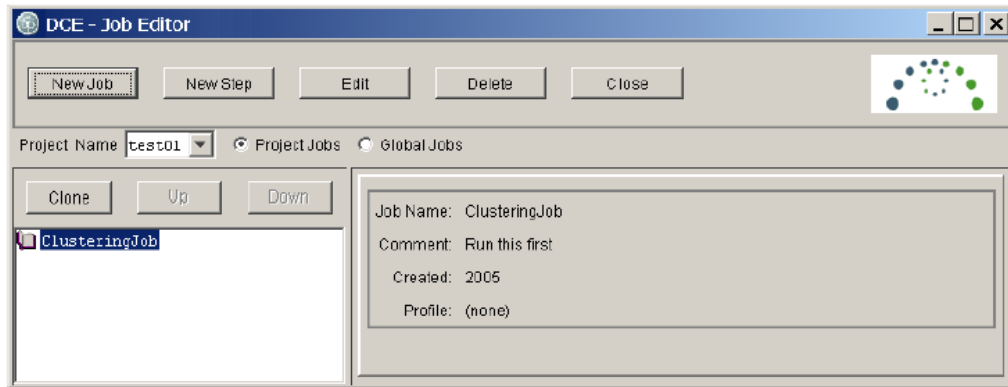 DCE - Job Editor
New Job New Step Edit Delete Close
Project Name test01 Project Jobs Global Jobs
Clone Up Down
ClusteringJob
Job Name: ClusteringJob
Comment: Run this first
Created: 2005
Profile: (none)